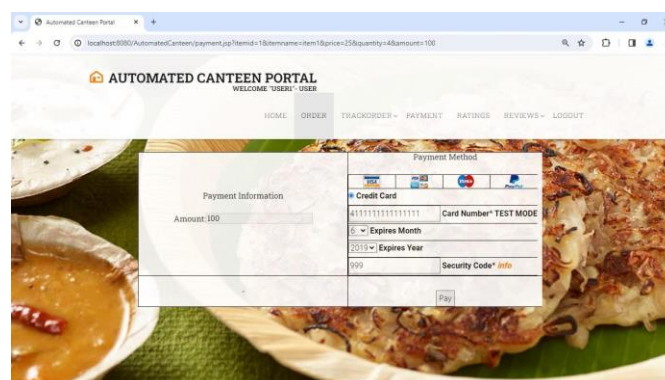 Automated Canteen Portal
localhost:8080/AutomatedCanteen/payment.jsp?itemid=1&itemname=item1&price=25&quantity=4&amount=100
AUTOMATED CANTEEN PORTAL
WELCOME "USER1"- USER
HOME ORDER TRACKORDER PAYMENT RATINGS REVIEWS LOGOUT
Payment Method
VISA PayPal
Payment Information
Credit Card
Amount:100
4111111111111111 Card Number* TEST MODE
6 Expires Month
2019 Expires Year
999 Security Code* info
Pay